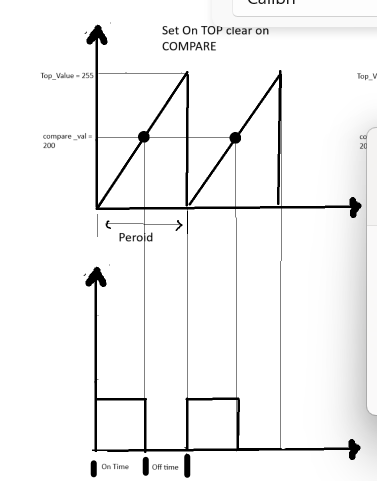 Calibri
Set On TOP clear on
COMPARE
Top_Value = 255
Top_V
compare _val =
200
co
20
Peroid
On Time
Off time